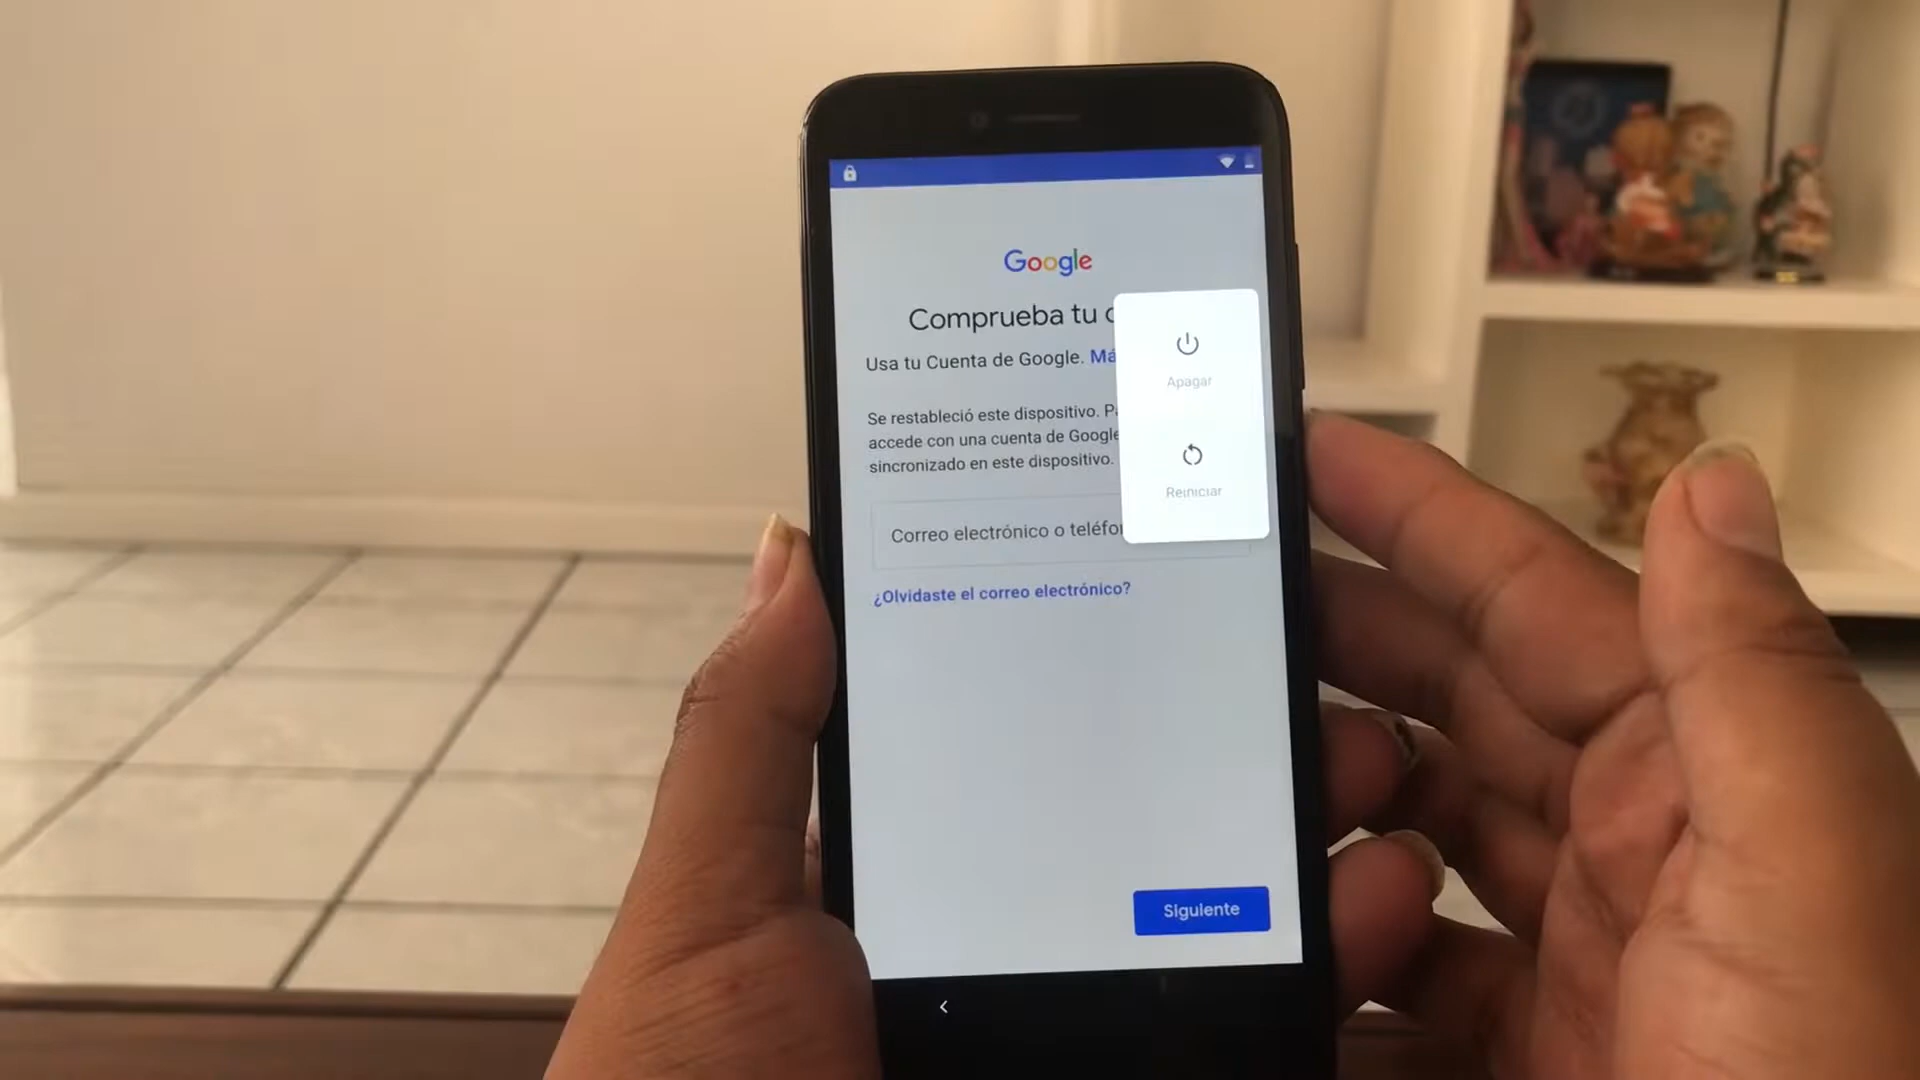 Google
Comprueba tu
Usa tu Cuenta de Google. Má
Apagar
Se restableció este dispositivo.
accede con una cuenta de Google
sincronizado en este dispositivo.
Reiniciar
Correo electrónico o teléfo
¿Olvidaste el correo electrónico?
Siguiente